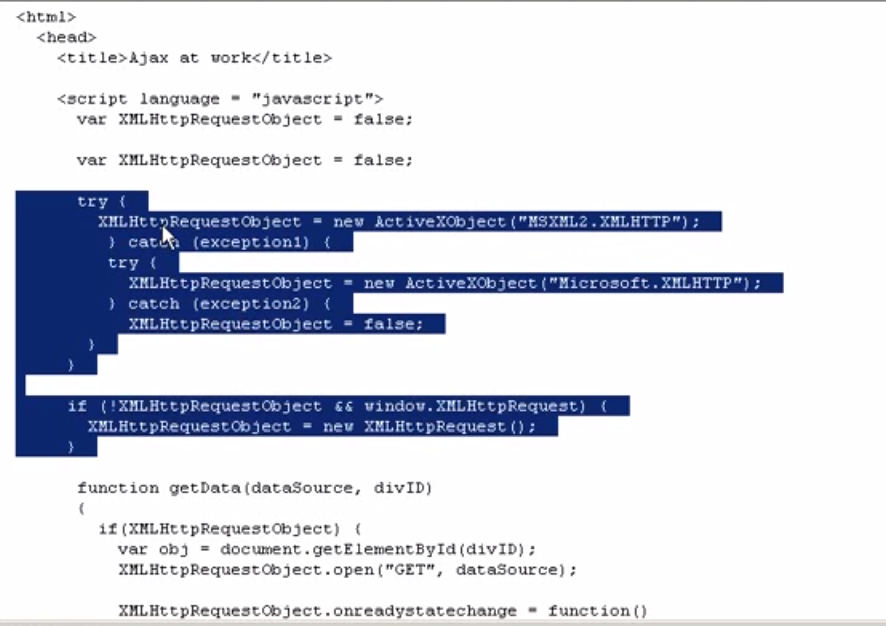 <html>
<head>
<title>Ajax at work</title>
<script language = "javascript">
var XMLHttpRequestObject = false;
var XMLHttpRequestObject = false;
try {
XMLHttpRequestObject = new ActiveXObject("MSXML2.XMLHTTP");
} catch (exception1) {
try {
XMLHttpRequestObject = new ActiveXObject("Microsoft.XMLHTTP");
} catch (exception2) {
XMLHttpRequestObject = false;
}
}
if (!XMLHttpRequestObject && window.XMLHttpRequest) {
XMLHttpRequestObject = new XMLHttpRequest();
}
function getData(dataSource, divID)
{
if(XMLHttpRequestObject) {
var obj = document.getElementById(divID);
XMLHttpRequestObject.open("GET", dataSource);
XMLHttpRequestObject.onreadystatechange = function()